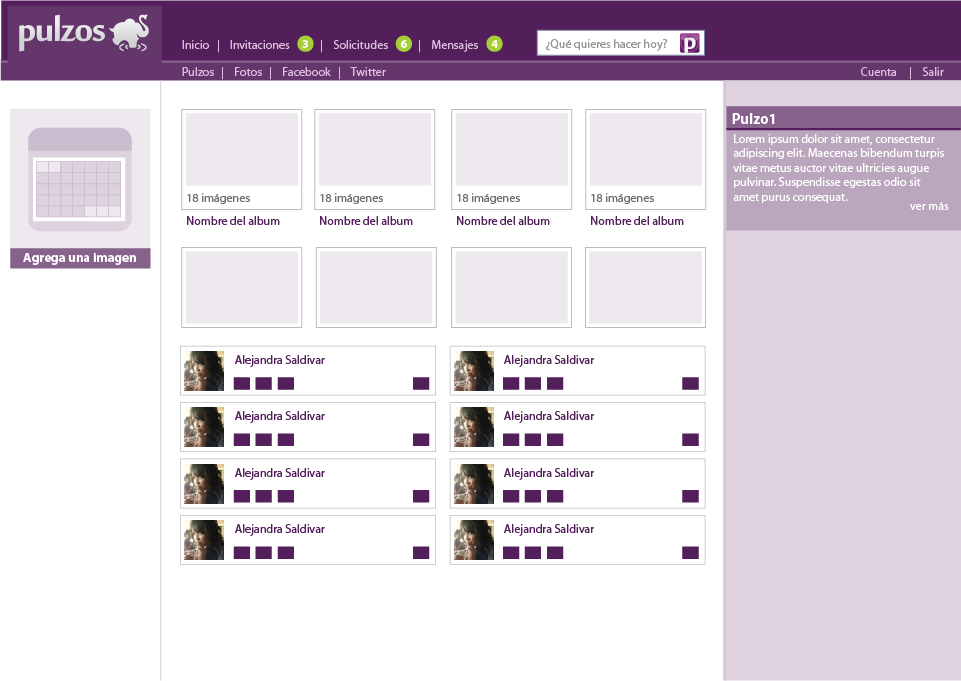 pulzos
Inicio | Invitaciones 3 | Solicitudes 6 | Mensajes 4
¿Qué quieres hacer hoy? p
Pulzos | Fotos | Facebook | Twitter
Cuenta | Salir
Agrega una imagen
18 imágenes
Nombre del album
18 imágenes
Nombre del album
18 imágenes
Nombre del album
18 imágenes
Nombre del album
Alejandra Saldivar
Alejandra Saldivar
Alejandra Saldivar
Alejandra Saldivar
Alejandra Saldivar
Alejandra Saldivar
Alejandra Saldivar
Alejandra Saldivar
Pulzo1
Lorem ipsum dolor sit amet, consectetur
adipiscing elit. Maecenas bibendum turpis
vitae metus auctor vitae ultricies augue
pulvinar. Suspendisse egestas odio sit
amet purus consequat.
ver más